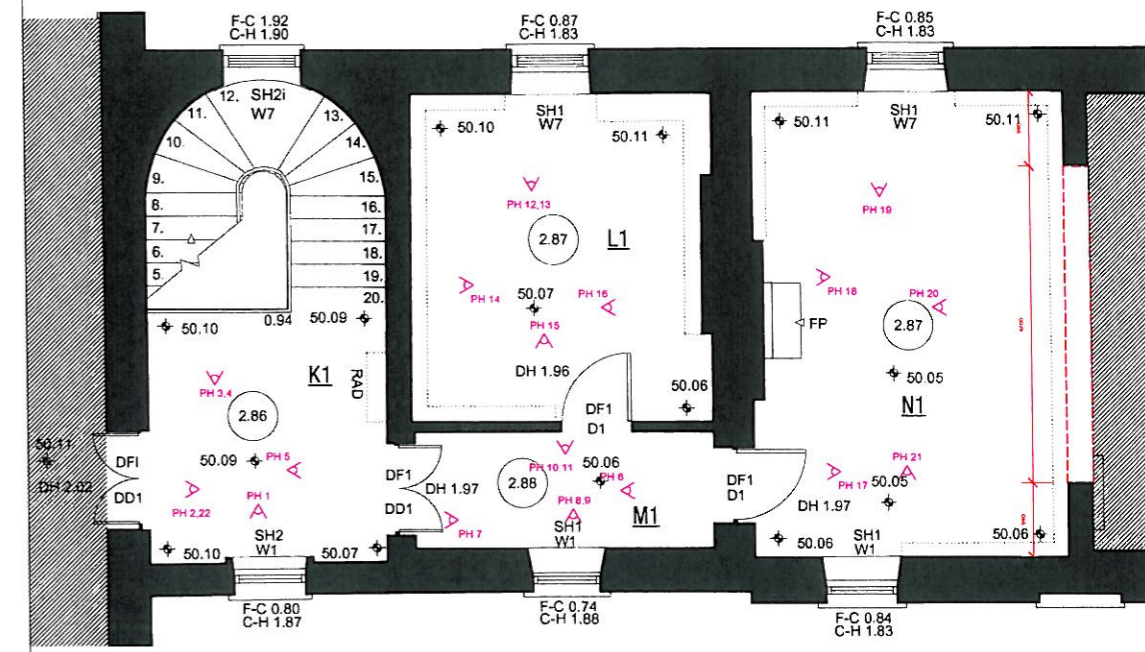 F-C 1.92
C-H 1.90
F-C 0.87
C-H 1.83
F-C 0.85
C-H 1.83
12. SH2i
W7
11.
13.
10.
14.
9.
15.
8.
16.
7.
17.
6.
18.
5.
19.
20.
SH1
W7
50.10
50.11
PH 12,13
L1
2.87
PH 14
50.07
PH 16
PH 15
DH 1.96
50.06
DF1
D1
SH1
W7
50.11
50.11
PH 19
PH 18
PH 20
2.87
FP
50.05
N1
0.94
50.10
50.09
K1
RAD
PH 3,4
2.86
50.11
DH 2.02
DFI
DD1
50.09
PH 5
PH 2,22
PH 1
SH2
W1
50.10
50.07
DF1
DD1
DH 1.97
PH 10,11
50.06
PH 6
2.88
PH 8,9
M1
PH 7
SH1
W1
DF1
D1
PH 17
PH 21
50.05
DH 1.97
50.06
SH1
W1
50.06
F-C 0.80
C-H 1.87
F-C 0.74
C-H 1.88
F-C 0.84
C-H 1.83